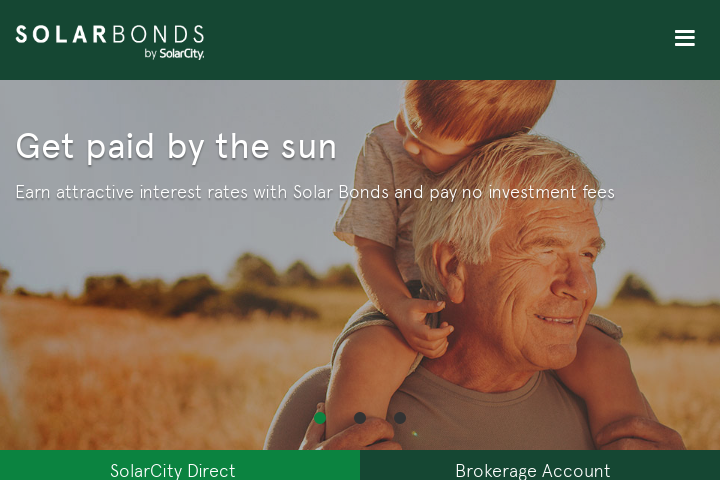 SOLARBONDS
by SolarCity.
Get paid by the sun
Earn attractive interest rates with Solar Bonds and pay no investment fees
SolarCity Direct
Brokerage Account